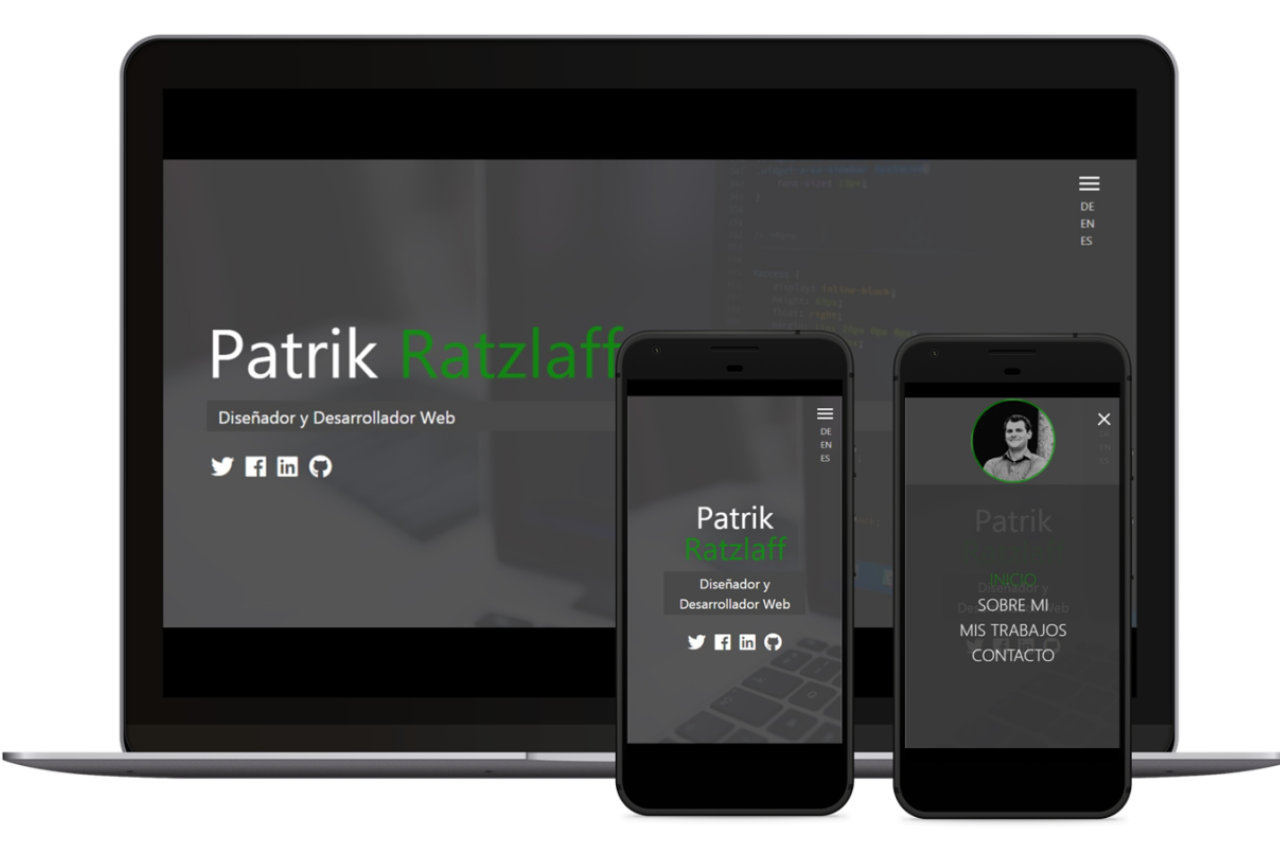 DE
EN
ES
Patrik Ratzlaff
Diseñador y Desarrollador Web
DE
EN
ES
Patrik
Ratzlaff
Diseñador y
Desarrollador Web
Patrik
INICIO
SOBRE MI
MIS TRABAJOS
CONTACTO